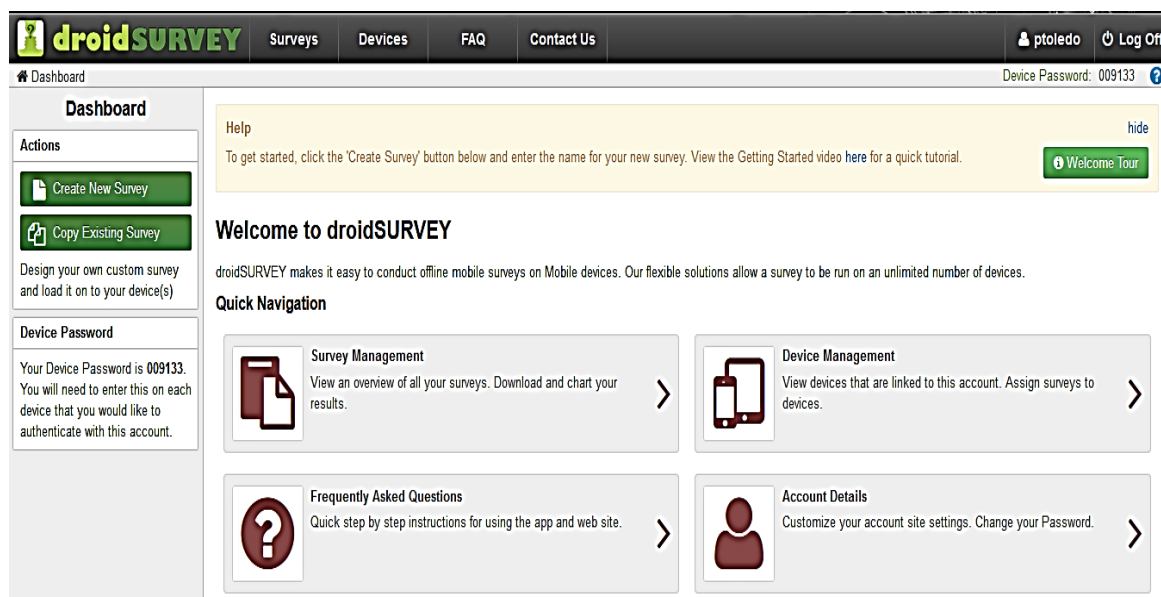 droidSURVEY Surveys Devices FAQ Contact Us ptoledo Log Off
Dashboard Device Password: 009133 ?
Dashboard
Actions
Create New Survey
Copy Existing Survey
Design your own custom survey
and load it on to your device(s)
Device Password
Your Device Password is 009133.
You will need to enter this on each
device that you would like to
authenticate with this account.
Help hide
To get started, click the 'Create Survey' button below and enter the name for your new survey. View the Getting Started video here for a quick tutorial.
Welcome Tour
Welcome to droidSURVEY
droidSURVEY makes it easy to conduct offline mobile surveys on Mobile devices. Our flexible solutions allow a survey to be run on an unlimited number of devices.
Quick Navigation
Survey Management
View an overview of all your surveys. Download and chart your
results.
Device Management
View devices that are linked to this account. Assign surveys to
devices.
Frequently Asked Questions
Quick step by step instructions for using the app and web site.
Account Details
Customize your account site settings. Change your Password.